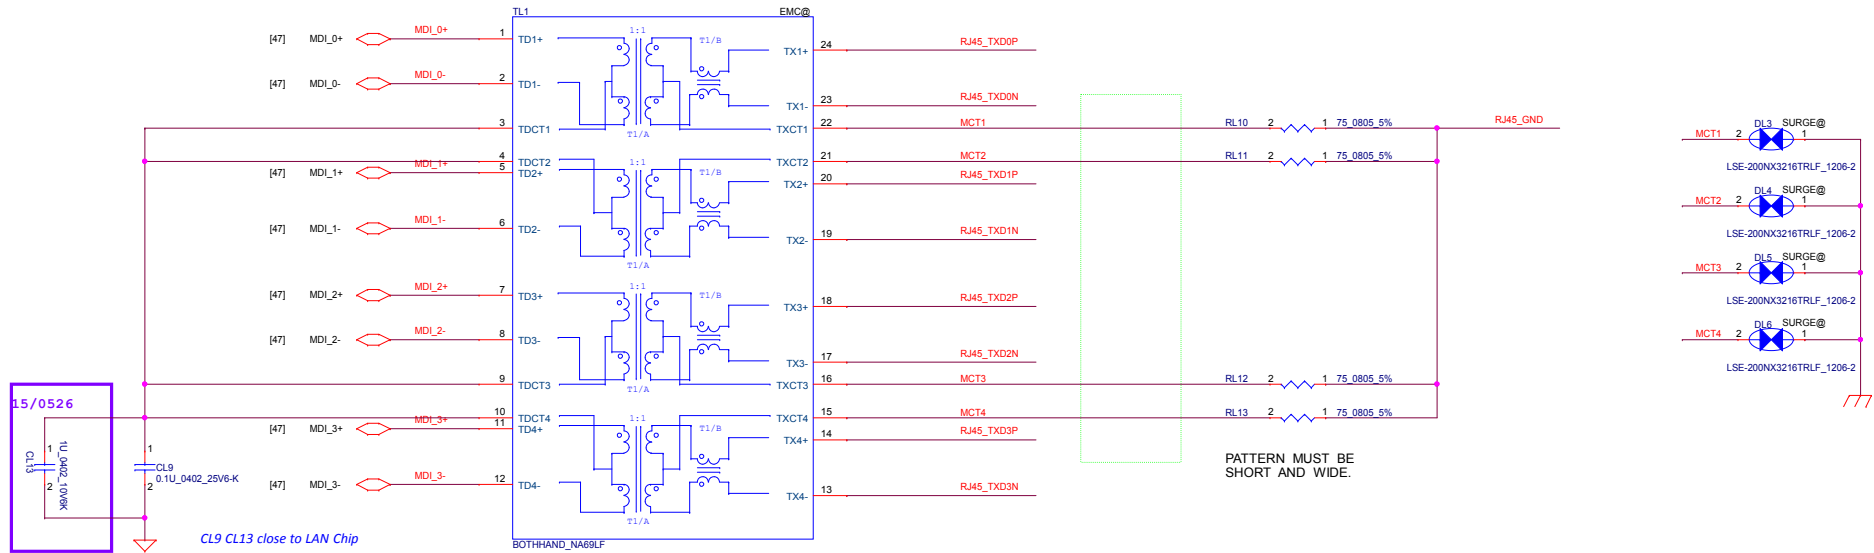 TL1 EMC@
[47] MDI_0+ MDI_0+ 1 TD1+ 1:1 T1/B TX1+ 24 RJ45_TXD0P
[47] MDI_0- MDI_0- 2 TD1- TX1- 23 RJ45_TXD0N
3 TDCT1 T1/A TXCT1 22 MCT1 RL10 2 1 75_0805_5% RJ45_GND
4 TDCT2 1:1 T1/B TXCT2 21 MCT2 RL11 2 1 75_0805_5%
[47] MDI_1+ MDI_1+ 5 TD2+ TX2+ 20 RJ45_TXD1P
[47] MDI_1- MDI_1- 6 TD2- TX2- 19 RJ45_TXD1N
T1/A
[47] MDI_2+ MDI_2+ 7 TD3+ 1:1 T1/B TX3+ 18 RJ45_TXD2P
[47] MDI_2- MDI_2- 8 TD3- TX3- 17 RJ45_TXD2N
9 TDCT3 T1/A TXCT3 16 MCT3 RL12 2 1 75_0805_5%
10 TDCT4 1:1 T1/B TXCT4 15 MCT4 RL13 2 1 75_0805_5%
[47] MDI_3+ MDI_3+ 11 TD4+ TX4+ 14 RJ45_TXD3P
[47] MDI_3- MDI_3- 12 TD4- TX4- 13 RJ45_TXD3N
T1/A
BOTHHAND_NA69LF
15/0526
1
CL13
2
1U_0402_10V6K
1
CL9
0.1U_0402_25V6-K
2
CL9 CL13 close to LAN Chip
PATTERN MUST BE
SHORT AND WIDE.
MCT1 2 DL3 SURGE@ 1
LSE-200NX3216TRLF_1206-2
MCT2 2 DL4 SURGE@ 1
LSE-200NX3216TRLF_1206-2
MCT3 2 DL5 SURGE@ 1
LSE-200NX3216TRLF_1206-2
MCT4 2 DL6 SURGE@ 1
LSE-200NX3216TRLF_1206-2